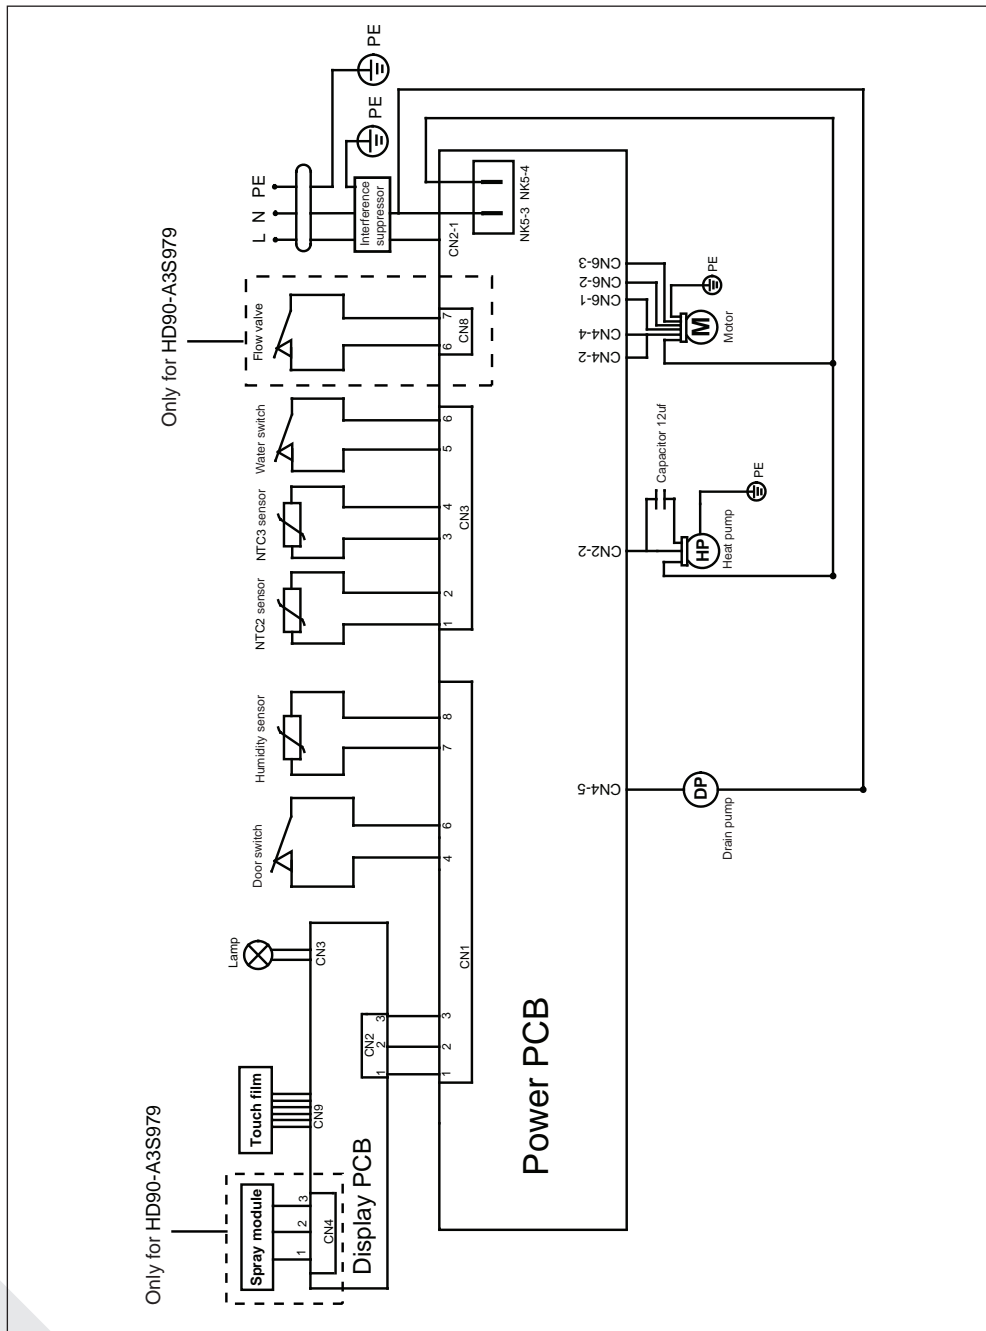 Only for HD90-A3S979
Spray module
1
2
3
CN4
Touch film
CN9
Lamp
CN3
Display PCB
CN2
1
2
3
Door switch
Humidity sensor
NTC2 sensor
NTC3 sensor
Water switch
Only for HD90-A3S979
Flow valve
6
7
CN8
L N PE
PE
PE
Interference
suppressor
CN2-1
NK5-3 NK5-4
1
2
3
4
6
7
8
CN1
1
2
3
4
5
6
CN3
Power PCB
CN4-5
CN2-2
CN4-2
CN4-4
CN6-1
CN6-2
CN6-3
DP
Drain pump
HP
Heat pump
Capacitor 12uf
PE
M
Motor
PE